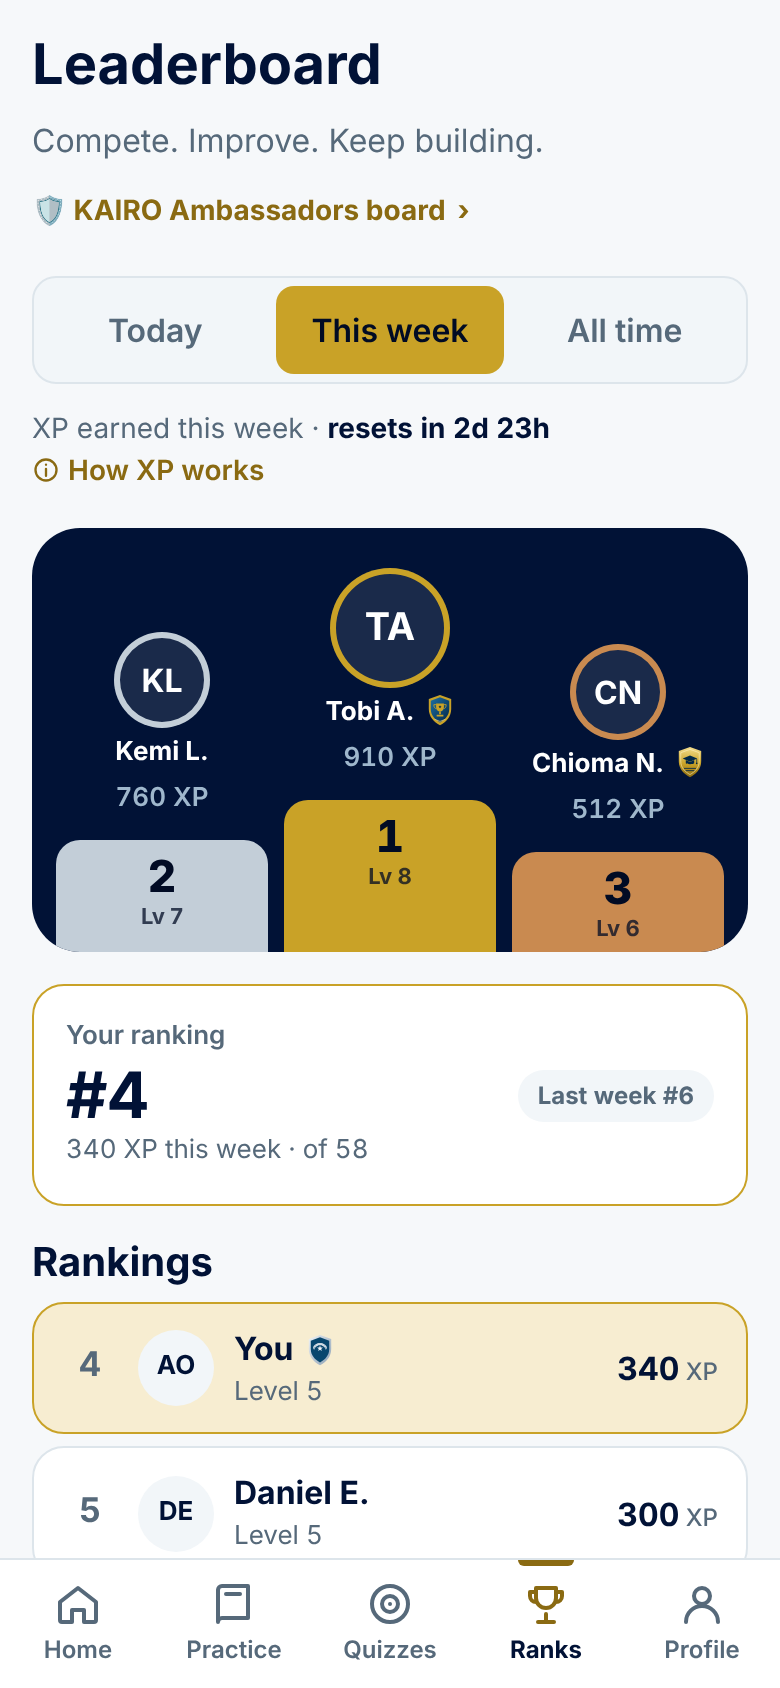 Leaderboard
Compete. Improve. Keep building.
KAIRO Ambassadors board ›
Today
This week
All time
XP earned this week · resets in 2d 23h
How XP works
TA
KL
CN
Tobi A.
Kemi L.
910 XP
Chioma N.
760 XP
512 XP
1
Lv 8
2
Lv 7
3
Lv 6
Your ranking
#4
Last week #6
340 XP this week · of 58
Rankings
4
AO
You
Level 5
340 XP
5
DE
Daniel E.
Level 5
300 XP
Home
Practice
Quizzes
Ranks
Profile